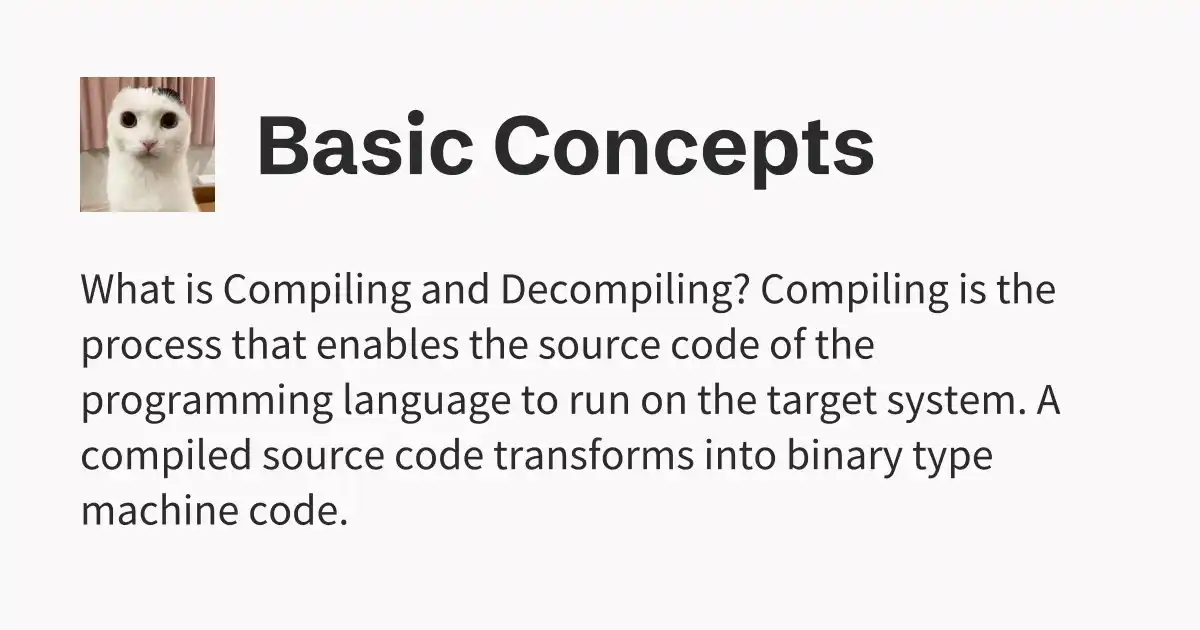 Basic Concepts
What is Compiling and Decompiling? Compiling is the
process that enables the source code of the
programming language to run on the target system. A
compiled source code transforms into binary type
machine code.